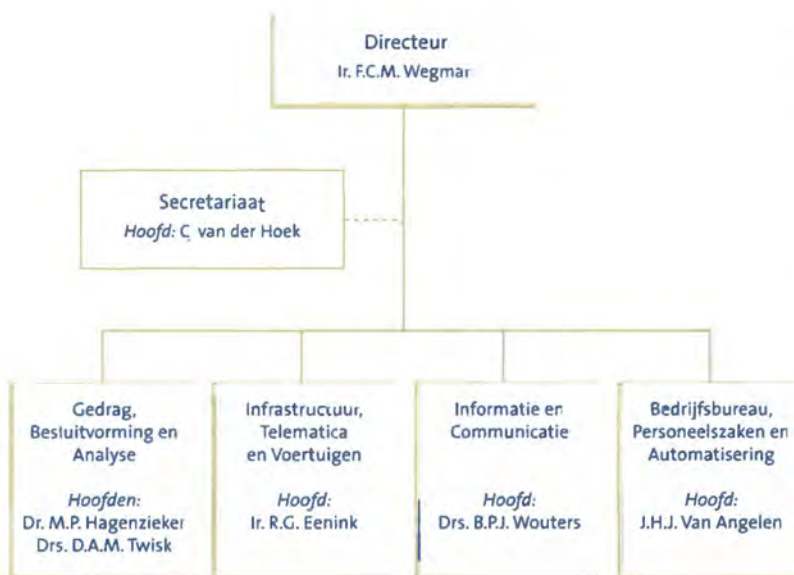 Directeur
Ir. F.C.M. Wegmar
Secretariaat
Hoofd: C. van der Hoek
Gedrag,
Besluitvorming en
Analyse
Hoofden:
Dr. M.P. Hagenzieker
Drs. D.A.M. Twisk
Infrastructuur,
Telematica
en Voertuigen
Hoofd:
Ir. R.G. Eenink
Informatie en
Communicatie
Hoofd:
Drs. B.P.J. Wouters
Bedrijfsbureau,
Personeelszaken en
Automatisering
Hoofd:
J.H.J. Van Angelen